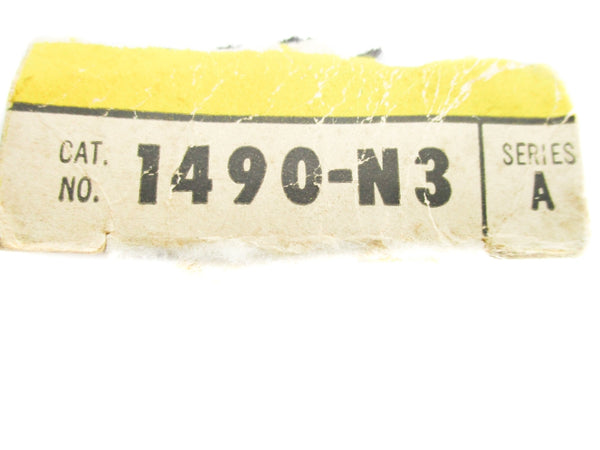 CAT. NO. 1490-N3
SERIES A